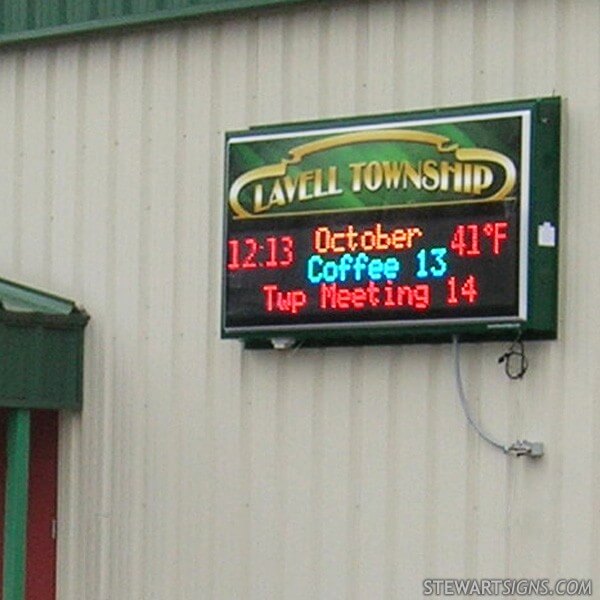 LAVELL TOWNSHIP
12:13 October 41°F
Coffee 13
Twp Meeting 14
STEWARTSIGNS.COM